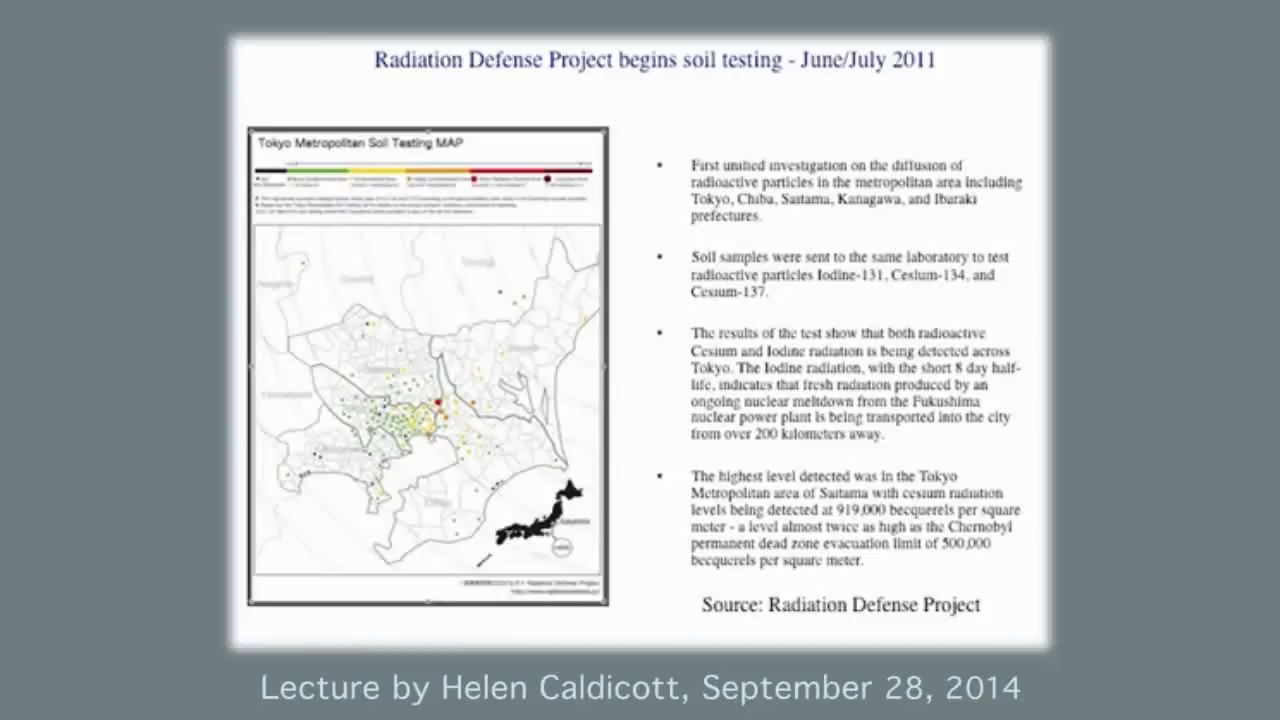 Radiation Defense Project begins soil testing - June/July 2011
Tokyo Metropolitan Soil Testing MAP
• First unified investigation on the diffusion of
radioactive particles in the metropolitan area including
Tokyo, Chiba, Saitama, Kanagawa, and Ibaraki
prefectures.
• Soil samples were sent to the same laboratory to test
radioactive particles Iodine-131, Cesium-134, and
Cesium-137.
• The results of the test show that both radioactive
Cesium and Iodine radiation is being detected across
Tokyo. The Iodine radiation, with the short 8 day half-
life, indicates that fresh radiation produced by an
ongoing nuclear meltdown from the Fukushima
nuclear power plant is being transported into the city
from over 200 kilometers away.
• The highest level detected was in the Tokyo
Metropolitan area of Saitama with cesium radiation
levels being detected at 919,000 becquerels per square
meter - a level almost twice as high as the Chernobyl
permanent dead zone evacuation limit of 500,000
becquerels per square meter.
Radiation Defense Project
Source: Radiation Defense Project
Lecture by Helen Caldicott, September 28, 2014